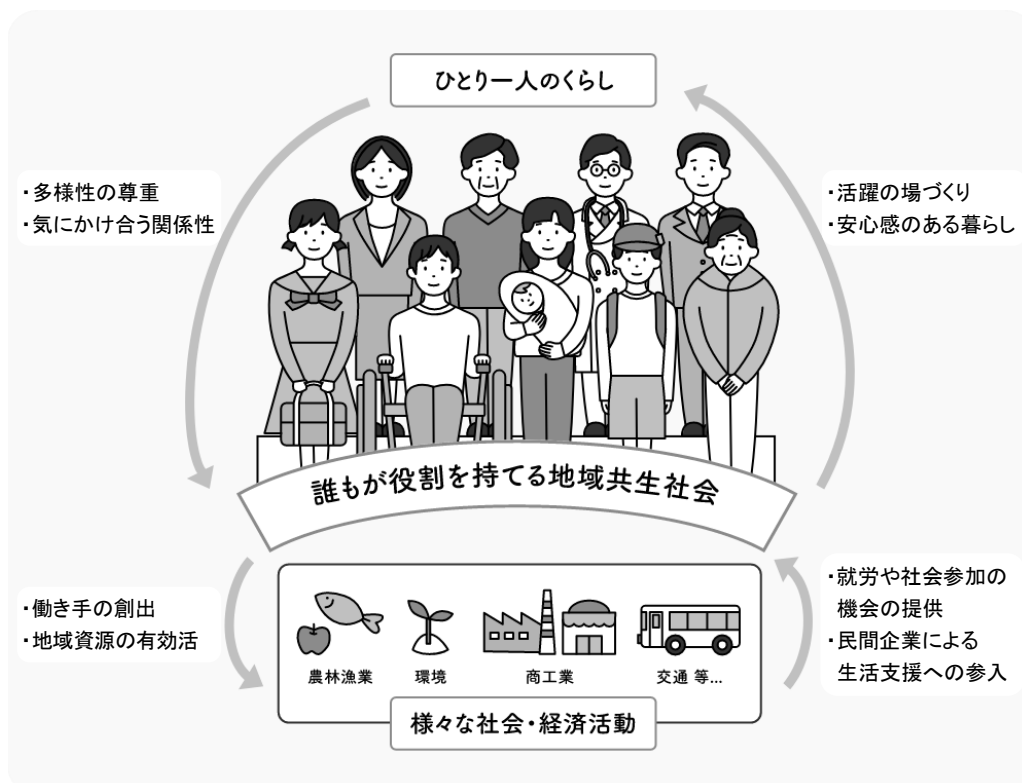 ひとり一人のくらし
・多様性の尊重
・気にかけ合う関係性
・活躍の場づくり
・安心感のある暮らし
誰もが役割を持てる地域共生社会
・働き手の創出
・地域資源の有効活
・就労や社会参加の
機会の提供
・民間企業による
生活支援への参入
農林漁業
環境
商工業
交通 等...
様々な社会・経済活動